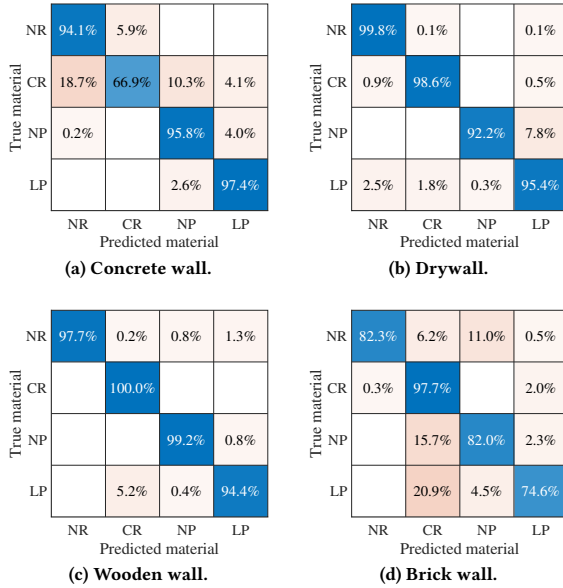 NR 94.1% 5.9%
CR 18.7% 66.9% 10.3% 4.1%
NP 0.2% 95.8% 4.0%
LP 2.6% 97.4%
NR CR NP LP
True material
Predicted material
(a) Concrete wall.
NR 99.8% 0.1% 0.1%
CR 0.9% 98.6% 0.5%
NP 92.2% 7.8%
LP 2.5% 1.8% 0.3% 95.4%
NR CR NP LP
True material
Predicted material
(b) Drywall.
NR 97.7% 0.2% 0.8% 1.3%
CR 100.0%
NP 99.2% 0.8%
LP 5.2% 0.4% 94.4%
NR CR NP LP
True material
Predicted material
(c) Wooden wall.
NR 82.3% 6.2% 11.0% 0.5%
CR 0.3% 97.7% 2.0%
NP 15.7% 82.0% 2.3%
LP 20.9% 4.5% 74.6%
NR CR NP LP
True material
Predicted material
(d) Brick wall.